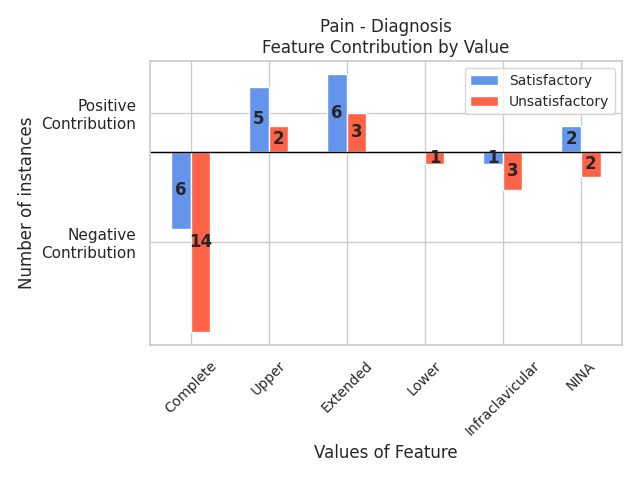 Pain - Diagnosis
Feature Contribution by Value
Satisfactory
Unsatisfactory
Positive
Contribution
Negative
Contribution
Number of instances
6
14
5
2
6
3
1
1
3
2
2
Complete
Upper
Extended
Lower
Infraclavicular
NINA
Values of Feature